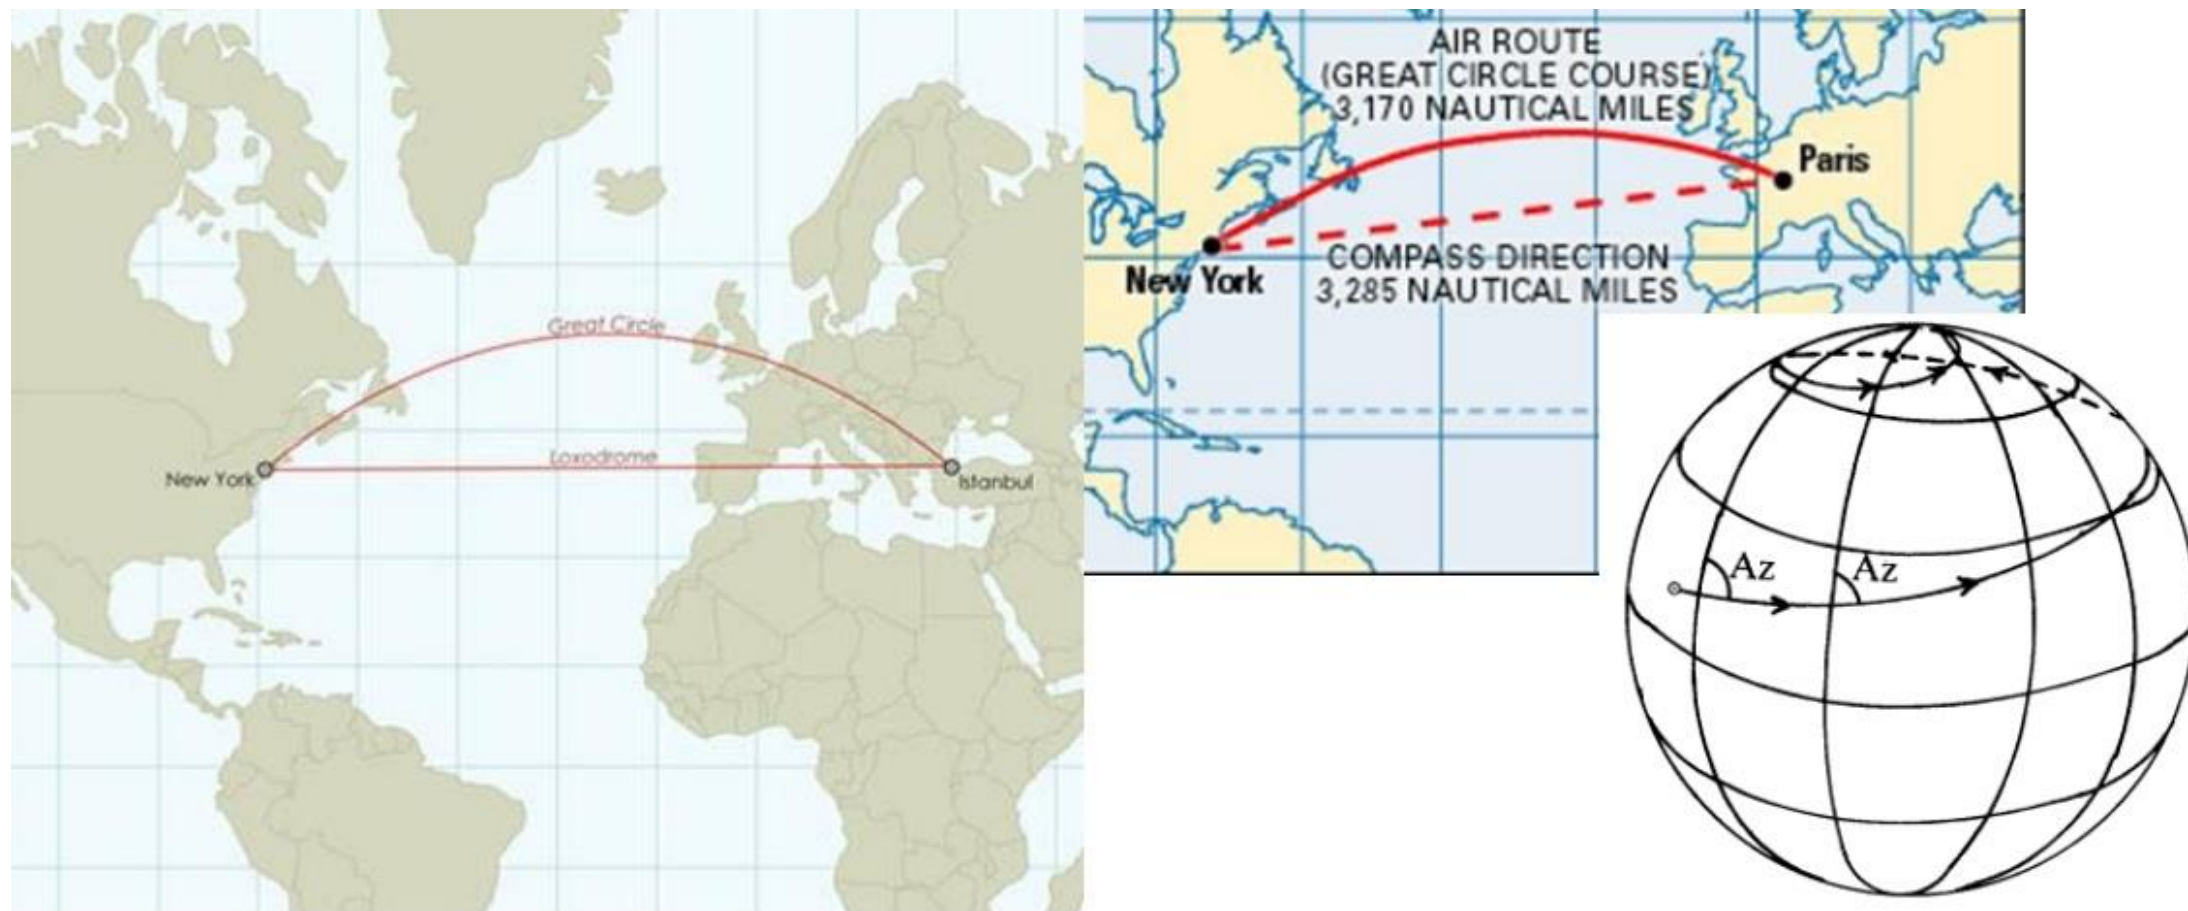 Great Circle
Loxodrome
New York
Istanbul
AIR ROUTE
(GREAT CIRCLE COURSE)
3,170 NAUTICAL MILES
Paris
New York
COMPASS DIRECTION
3,285 NAUTICAL MILES
Az
Az